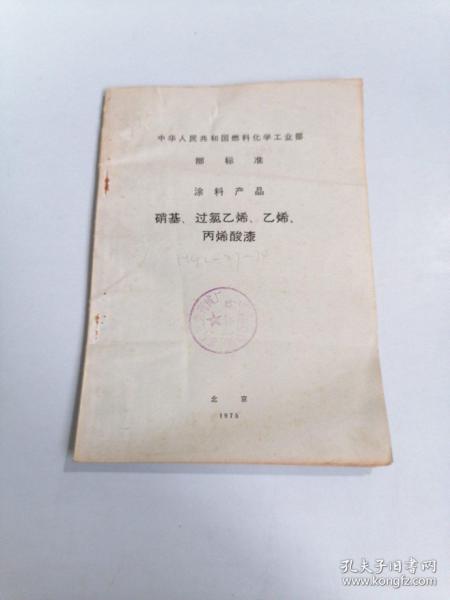 中华人民共和国燃料化学工业部
部标准
涂料产品
硝基、过氯乙烯、乙烯、
丙烯酸漆
北京
1975
孔夫子旧书网
www.kongfz.com